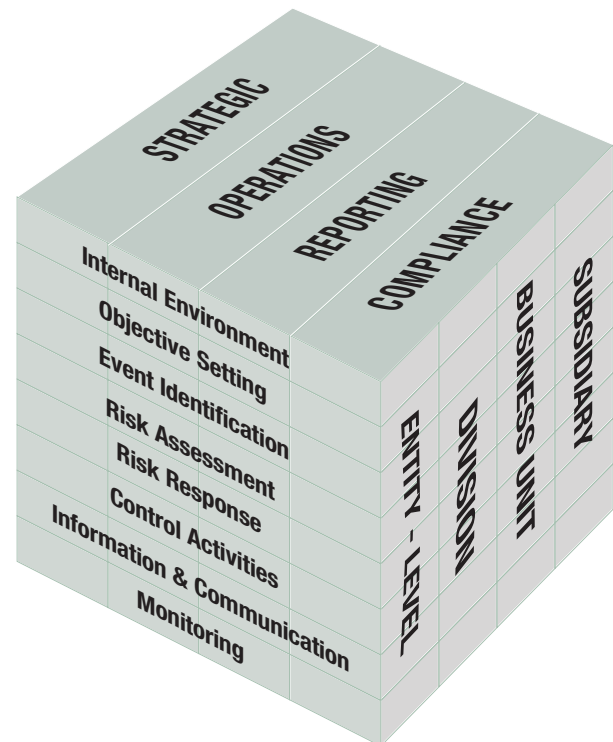 STRATEGIC
OPERATIONS
REPORTING
COMPLIANCE
Internal Environment
Objective Setting
Event Identification
Risk Assessment
Risk Response
Control Activities
Information & Communication
Monitoring
ENTITY - LEVEL
DIVISION
BUSINESS UNIT
SUBSIDIARY